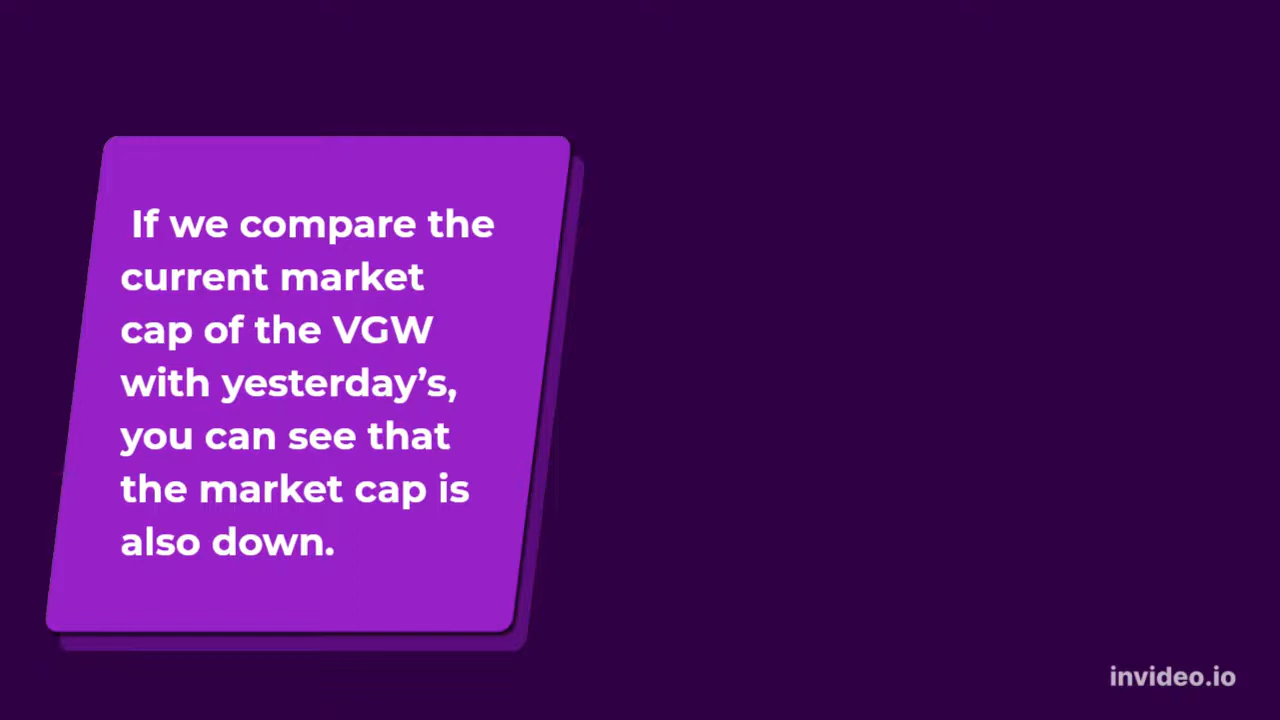 If we compare the
current market
cap of the VGW
with yesterday’s,
you can see that
the market cap is
also down.
invideo.io